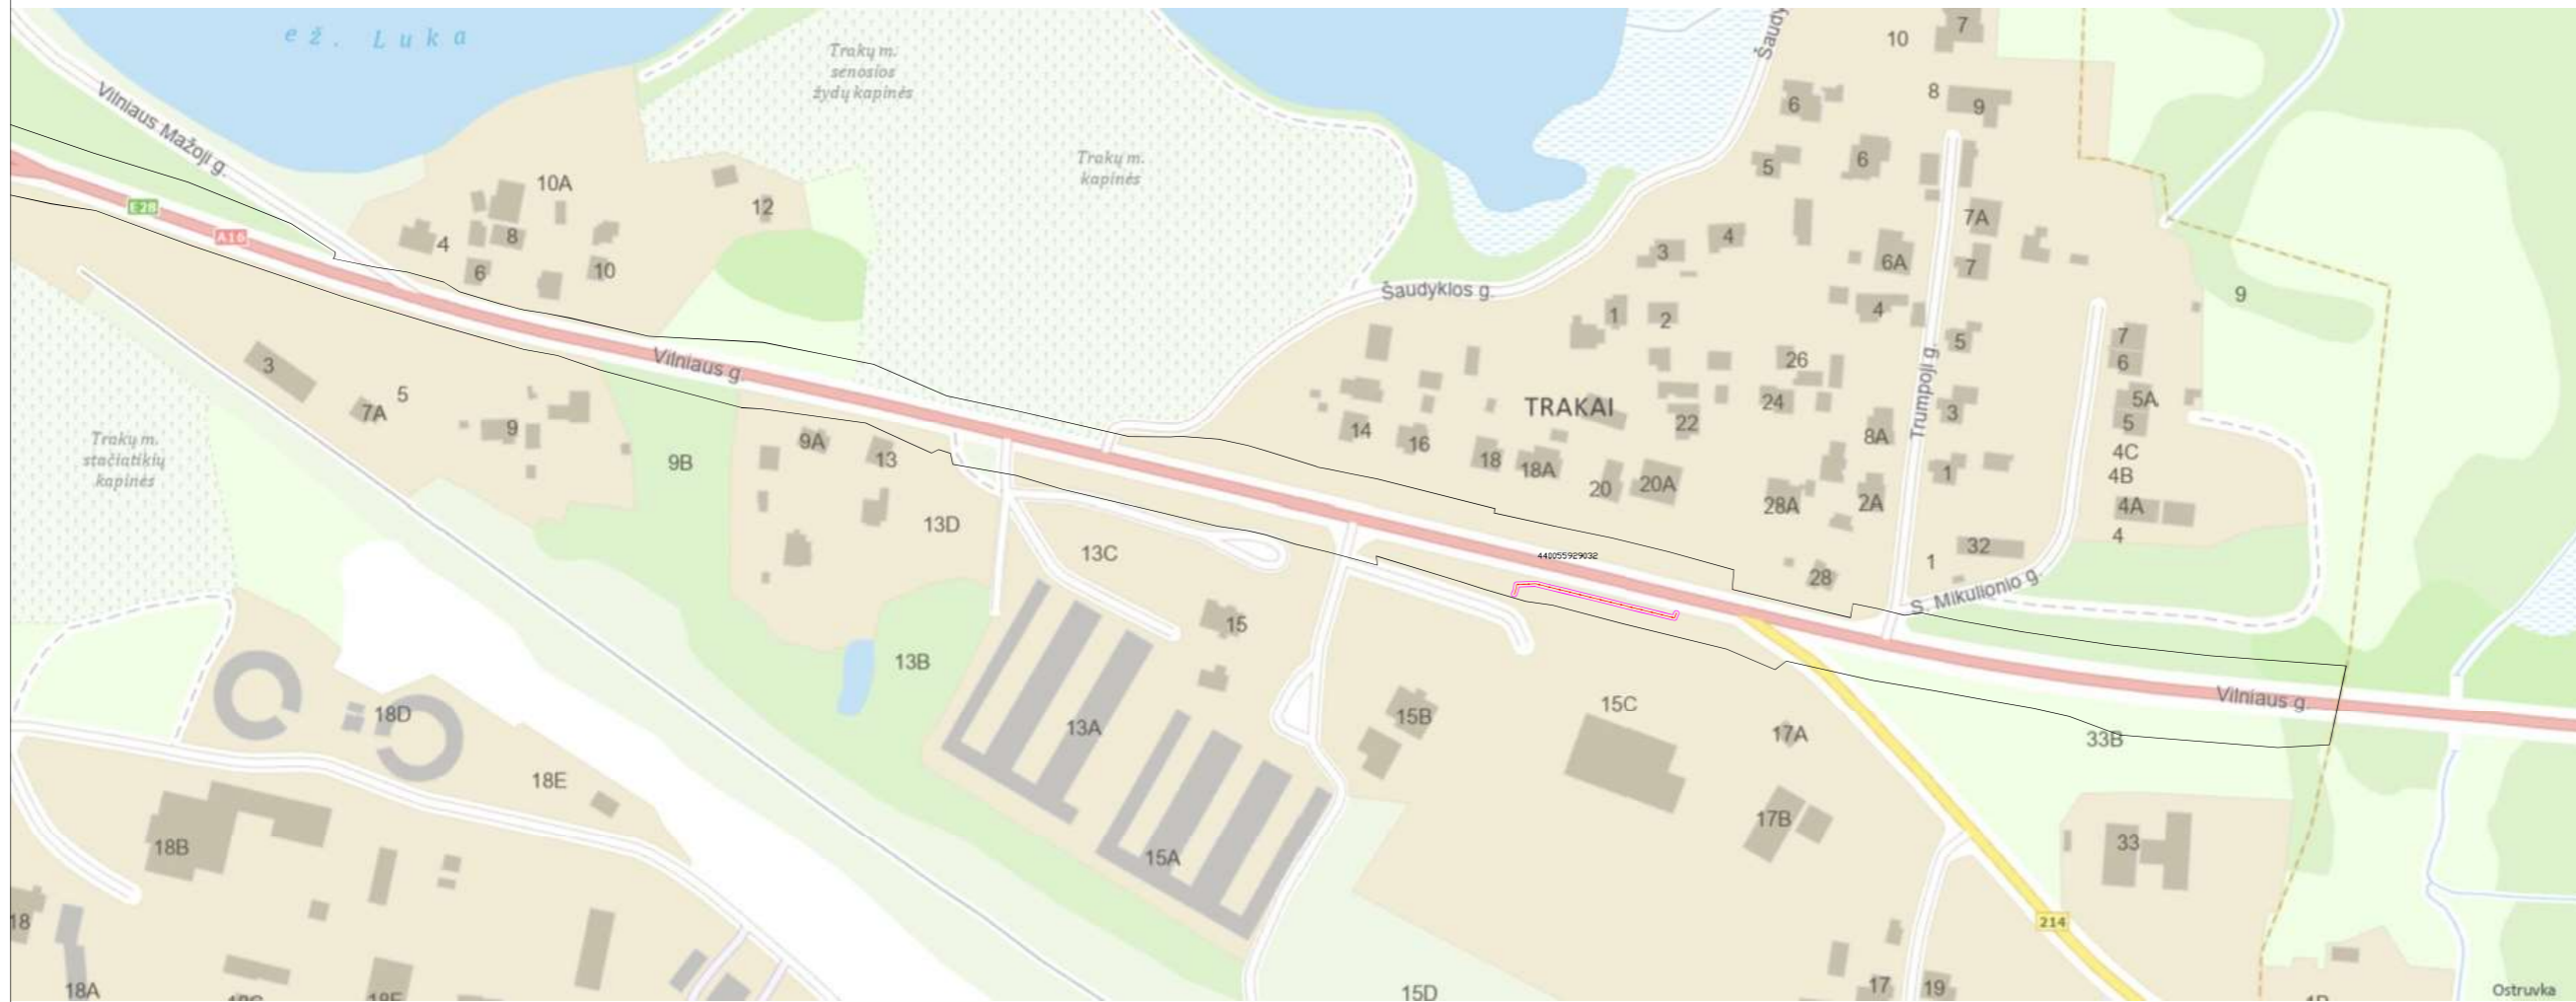 ež. Luka
Vilniaus Mažoji g.
E28
A16
Trakų m.
senosios
žydų kapinės
Trakų m.
kapinės
10A
12
4
8
6
10
3
5
7A
9
Trakų m.
stačiatikių
kapinės
Vilniaus g.
9B
9A
13
13D
13C
13B
15
13A
15A
18D
18E
18B
18
18A
18F
Šaudyklos g.
10
7
8
9
6
5
6
7A
3
4
6A
7
1
2
4
5
26
TRAKAI
24
22
3
14
16
18
18A
20
20A
8A
28A
2A
1
Trumpoji g.
9
7
6
5A
5
4C
4B
4A
4
32
1
28
S. Mikulionio g.
440055929032
Vilniaus g.
33B
15B
15C
17A
17B
33
214
17
19
15D
Ostruvka